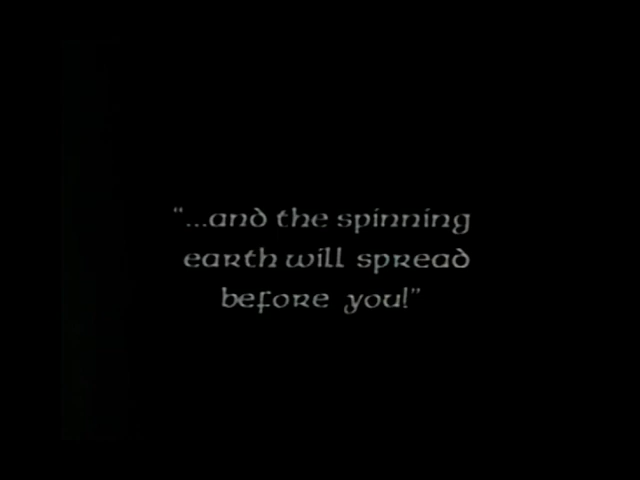 "...and the spinning
earth will spread
before you!"